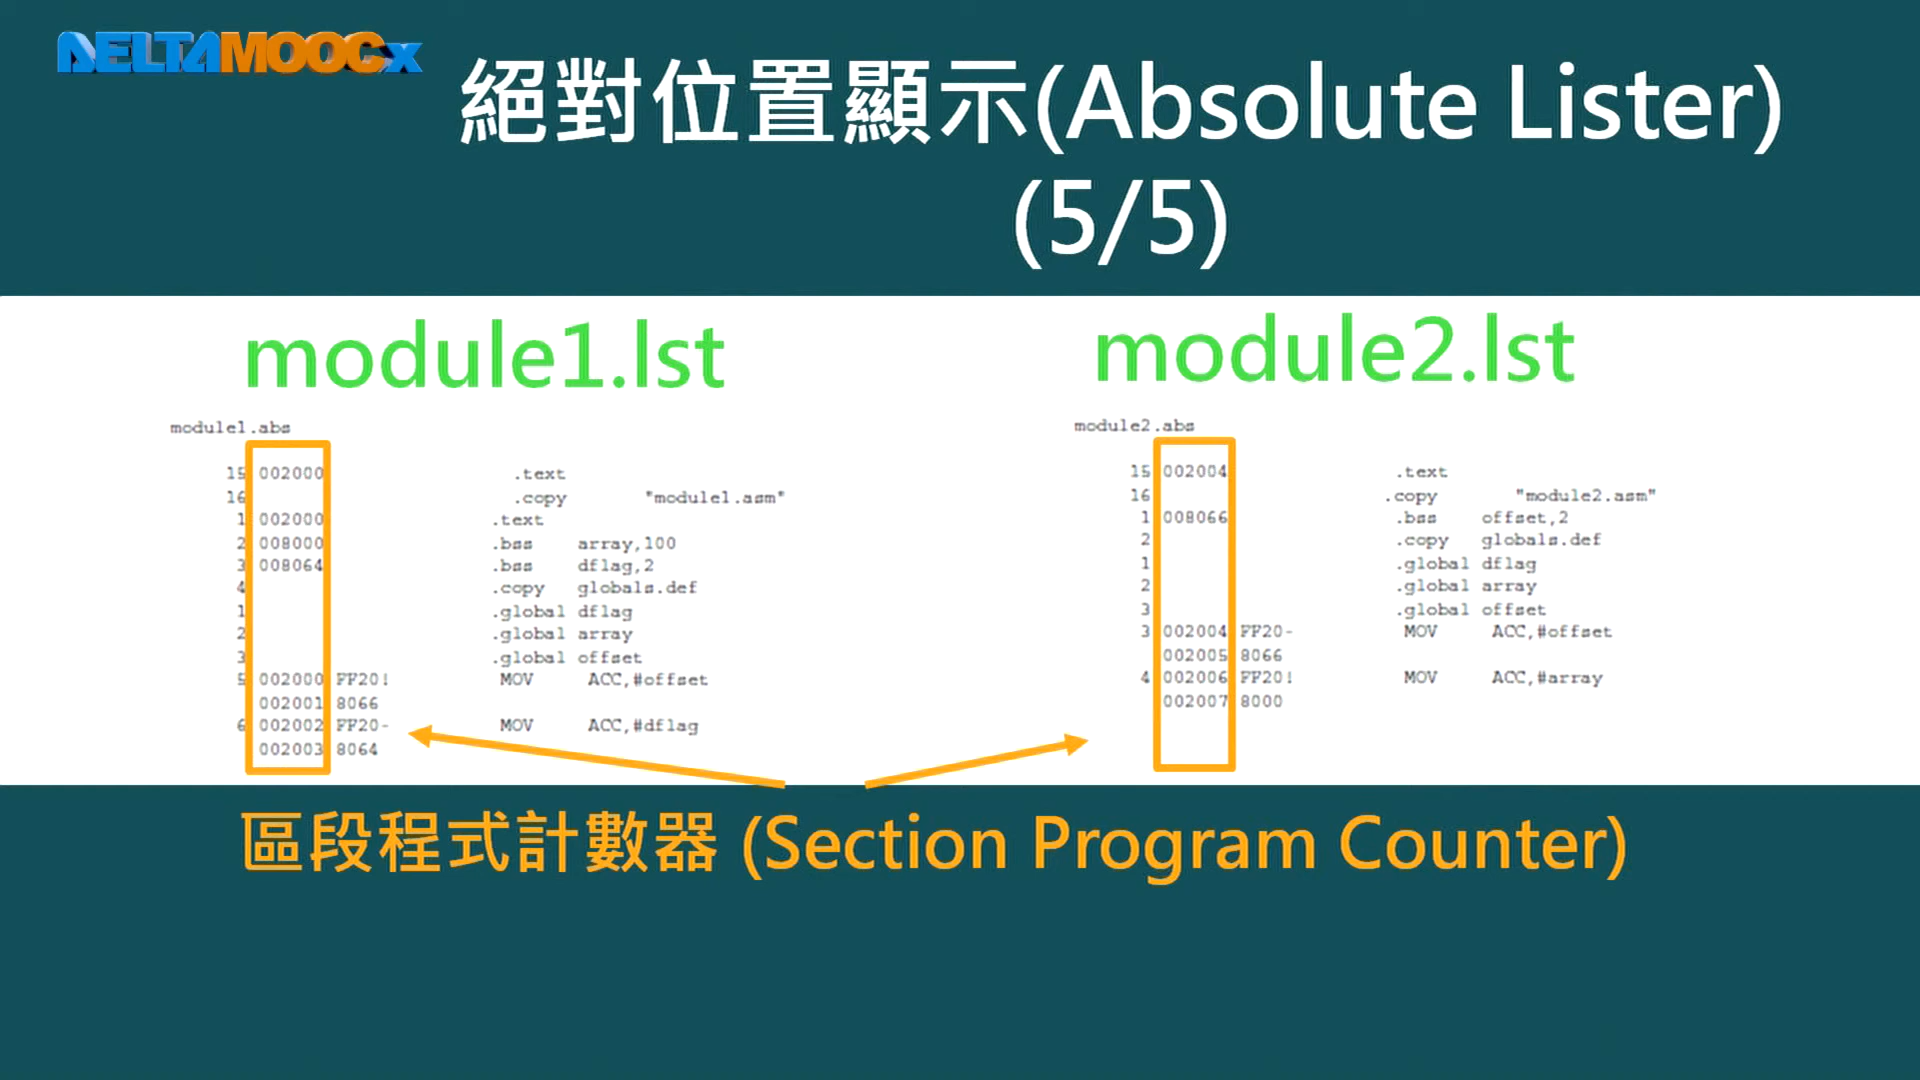 DELTAMOOCx
絕對位置顯示(Absolute Lister)
(5/5)
module1.lst
module1.abs
15 002000 .text
16 .copy "module1.asm"
1 002000 .text
2 008000 .bss array,100
3 008064 .bss dflag,2
4 .copy globals.def
1 .global dflag
2 .global array
3 .global offset
5 002000 FF20! MOV ACC,#offset
002001 8066
6 002002 FF20- MOV ACC,#dflag
002003 8064
module2.lst
module2.abs
15 002004 .text
16 .copy "module2.asm"
1 008066 .bss offset,2
2 .copy globals.def
1 .global dflag
2 .global array
3 .global offset
3 002004 FF20- MOV ACC,#offset
002005 8066
4 002006 FF20! MOV ACC,#array
002007 8000
區段程式計數器 (Section Program Counter)